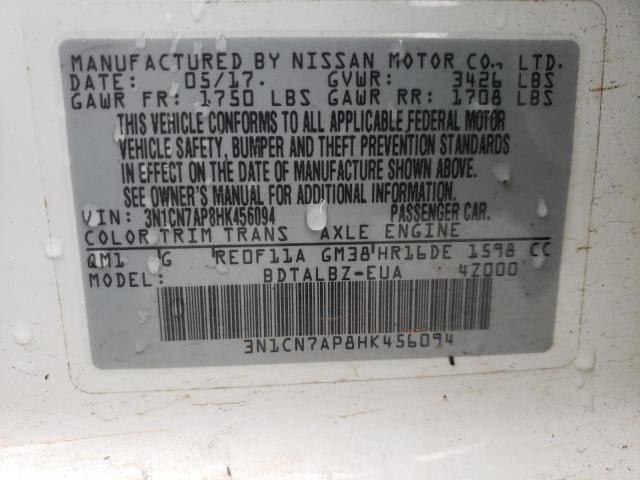 MANUFACTURED BY NISSAN MOTOR CO., LTD.
DATE: 05/17. GVWR: 3426 LBS
GAWR FR: 1750 LBS GAWR RR: 1708 LBS
THIS VEHICLE CONFORMS TO ALL APPLICABLE FEDERAL MOTOR
VEHICLE SAFETY, BUMPER AND THEFT PREVENTION STANDARDS
IN EFFECT ON THE DATE OF MANUFACTURE SHOWN ABOVE.
SEE OWNER'S MANUAL FOR ADDITIONAL INFORMATION.
VIN: 3N1CN7AP8HK456094 PASSENGER CAR.
COLOR TRIM TRANS AXLE ENGINE
QM1 G RE0F11A GM38 HR16DE 1598 CC
MODEL: BDTALBZ-EUA 4Z000
3N1CN7AP8HK456094